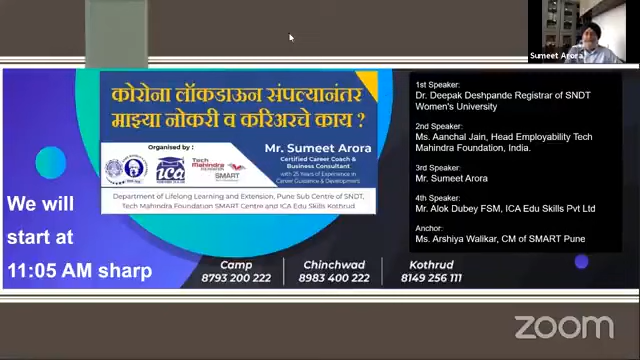 Sumeet Arora
कोरोना लॉकडाऊन संपल्यानंतर
माझ्या नोकरी व करिअरचे काय ?
Organised by :
ica
Tech
Mahindra
FOUNDATION
SMART
Mr. Sumeet Arora
Certified Career Coach &
Business Consultant
with 25 Years of Experience in
Career Guidance & Development
Department of Lifelong Learning and Extension, Pune Sub Centre of SNDT,
Tech Mahindra Foundation SMART Centre and ICA Edu Skills Kothrud
We will
start at
11:05 AM sharp
Camp
8793 200 222
Chinchwad
8983 400 222
Kothrud
8149 256 111
1st Speaker:
Dr. Deepak Deshpande Registrar of SNDT
Women's University
2nd Speaker:
Ms. Aanchal Jain, Head Employability Tech
Mahindra Foundation, India.
3rd Speaker:
Mr. Sumeet Arora
4th Speaker:
Mr. Alok Dubey FSM, ICA Edu Skills Pvt Ltd
Anchor:
Ms. Arshiya Walikar, CM of SMART Pune
zoom